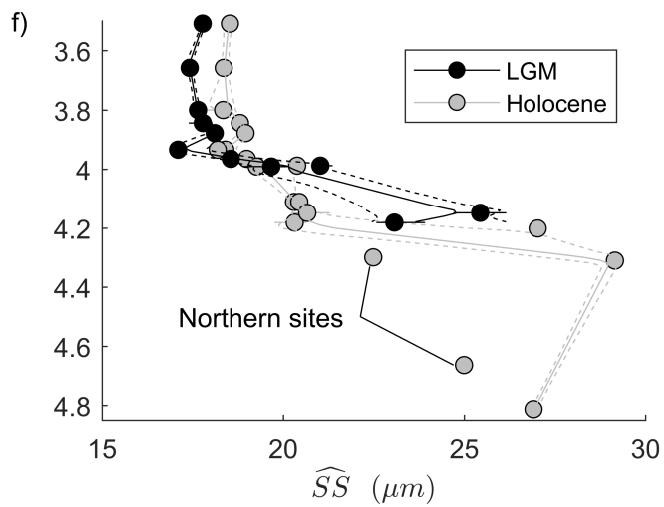 f)
3.6
3.8
4
4.2
4.4
4.6
4.8
LGM
Holocene
Northern sites
15 20 25 30
$\widehat{SS}$ (μm)